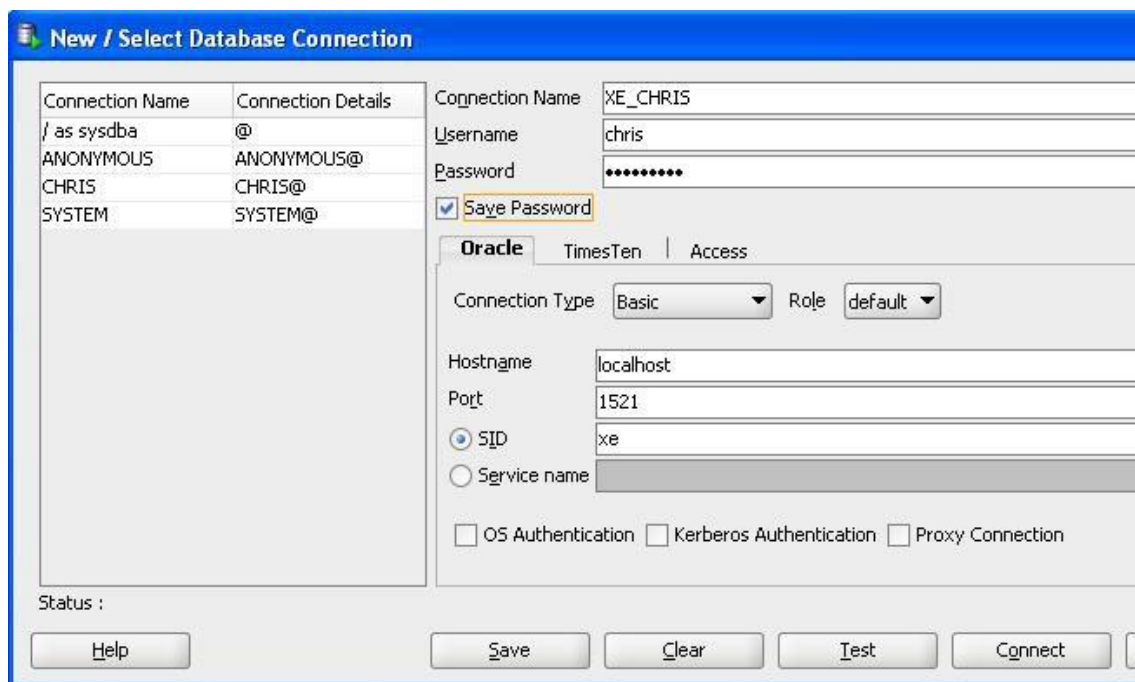 New / Select Database Connection
Connection Name Connection Details
/ as sysdba @
ANONYMOUS ANONYMOUS@
CHRIS CHRIS@
SYSTEM SYSTEM@
Connection Name XE_CHRIS
Username chris
Password •••••••••
Save Password
Oracle TimesTen Access
Connection Type Basic Role default
Hostname localhost
Port 1521
SID xe
Service name
OS Authentication Kerberos Authentication Proxy Connection
Status :
Help Save Clear Test Connect